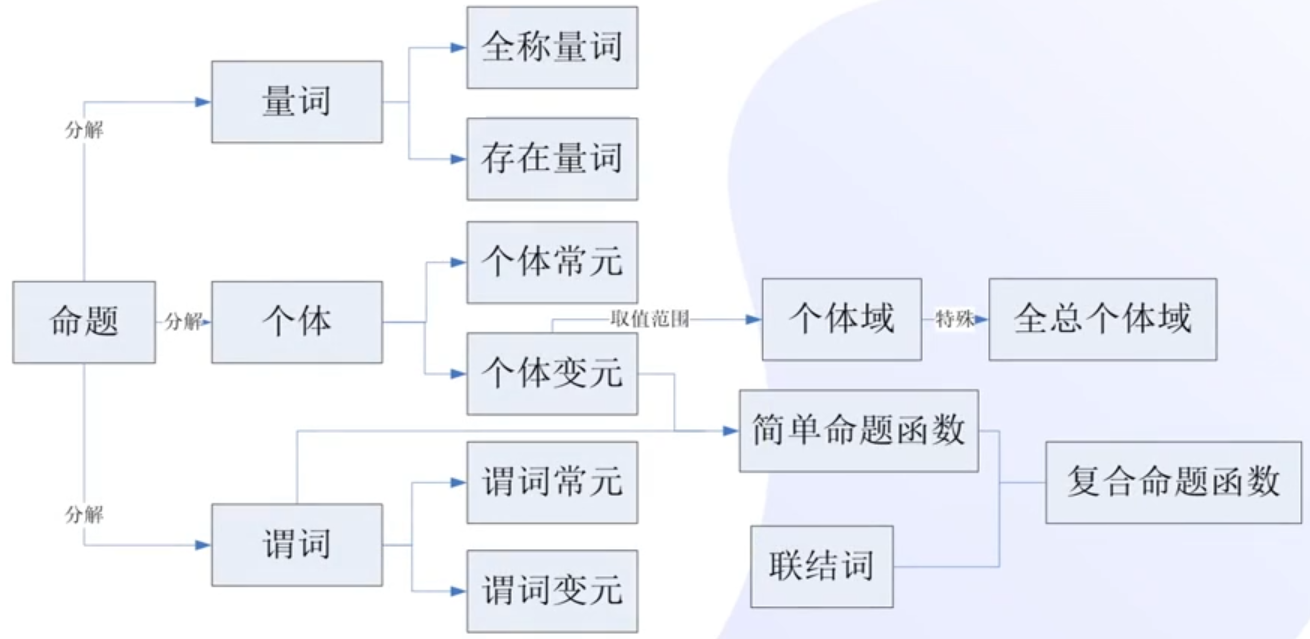 全称量词
量词
分解
存在量词
个体常元
命题
分解
个体
取值范围
个体域
特殊
全总个体域
个体变元
简单命题函数
谓词常元
复合命题函数
分解
谓词
联结词
谓词变元